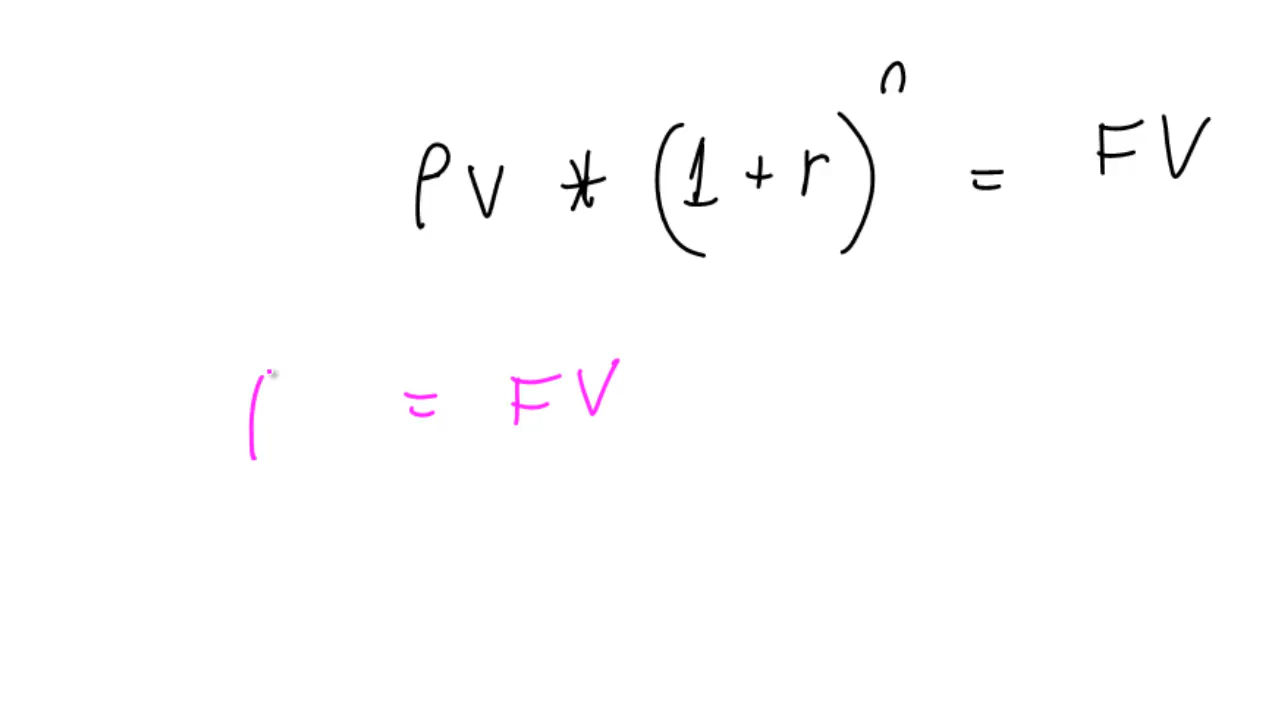 PV * (1 + r)^n = FV
= FV